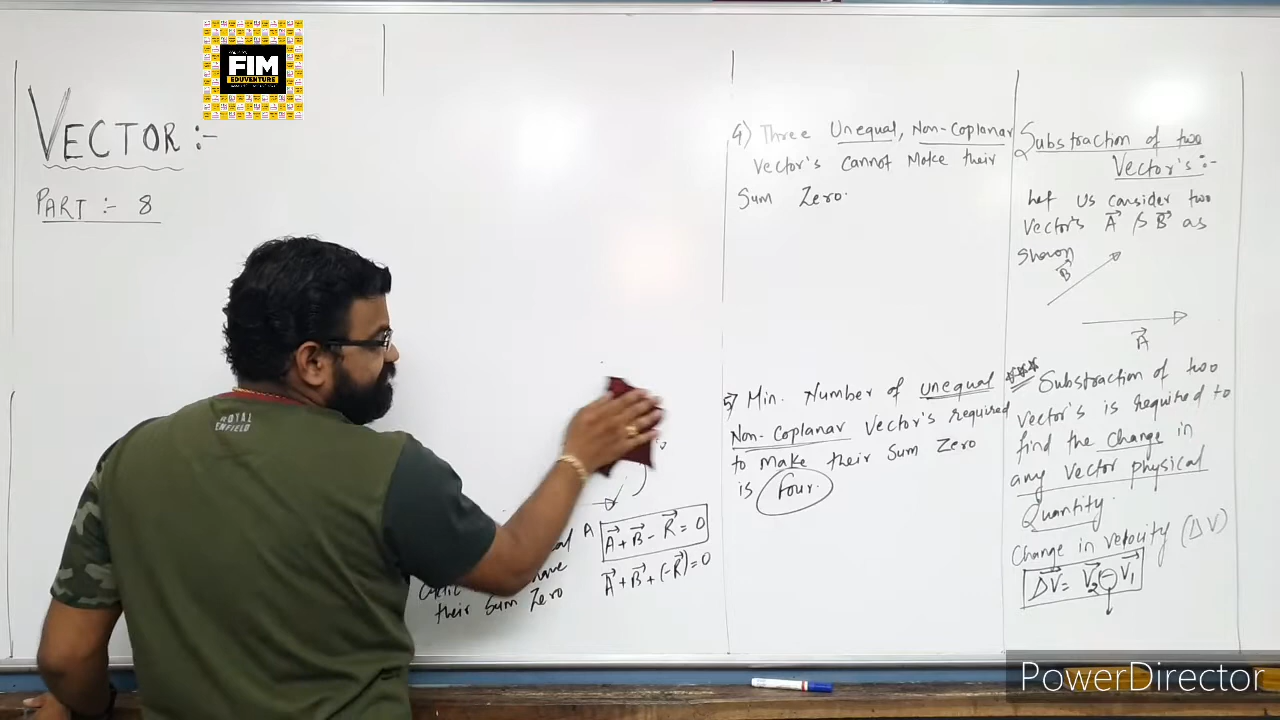 FIM
EDUVENTURE
VECTOR :-
PART :- 8
ROYAL
ENFIELD
their Sum Zero
A
A + B - R = 0
A + B + (-R) = 0
4) Three Unequal, Non-Coplanar
Vector's cannot Make their
Sum Zero.
5) Min. Number of unequal
Non-Coplanar Vector's required
to make their Sum Zero
is four.
Substraction of two
Vector's :-
Let us consider two
Vector's A & B as
shown
B
A
*** Substraction of two
Vector's is required to
find the change in
any Vector physical
Quantity.
Change in velocity (ΔV)
ΔV = V₂ - V₁
PowerDirector